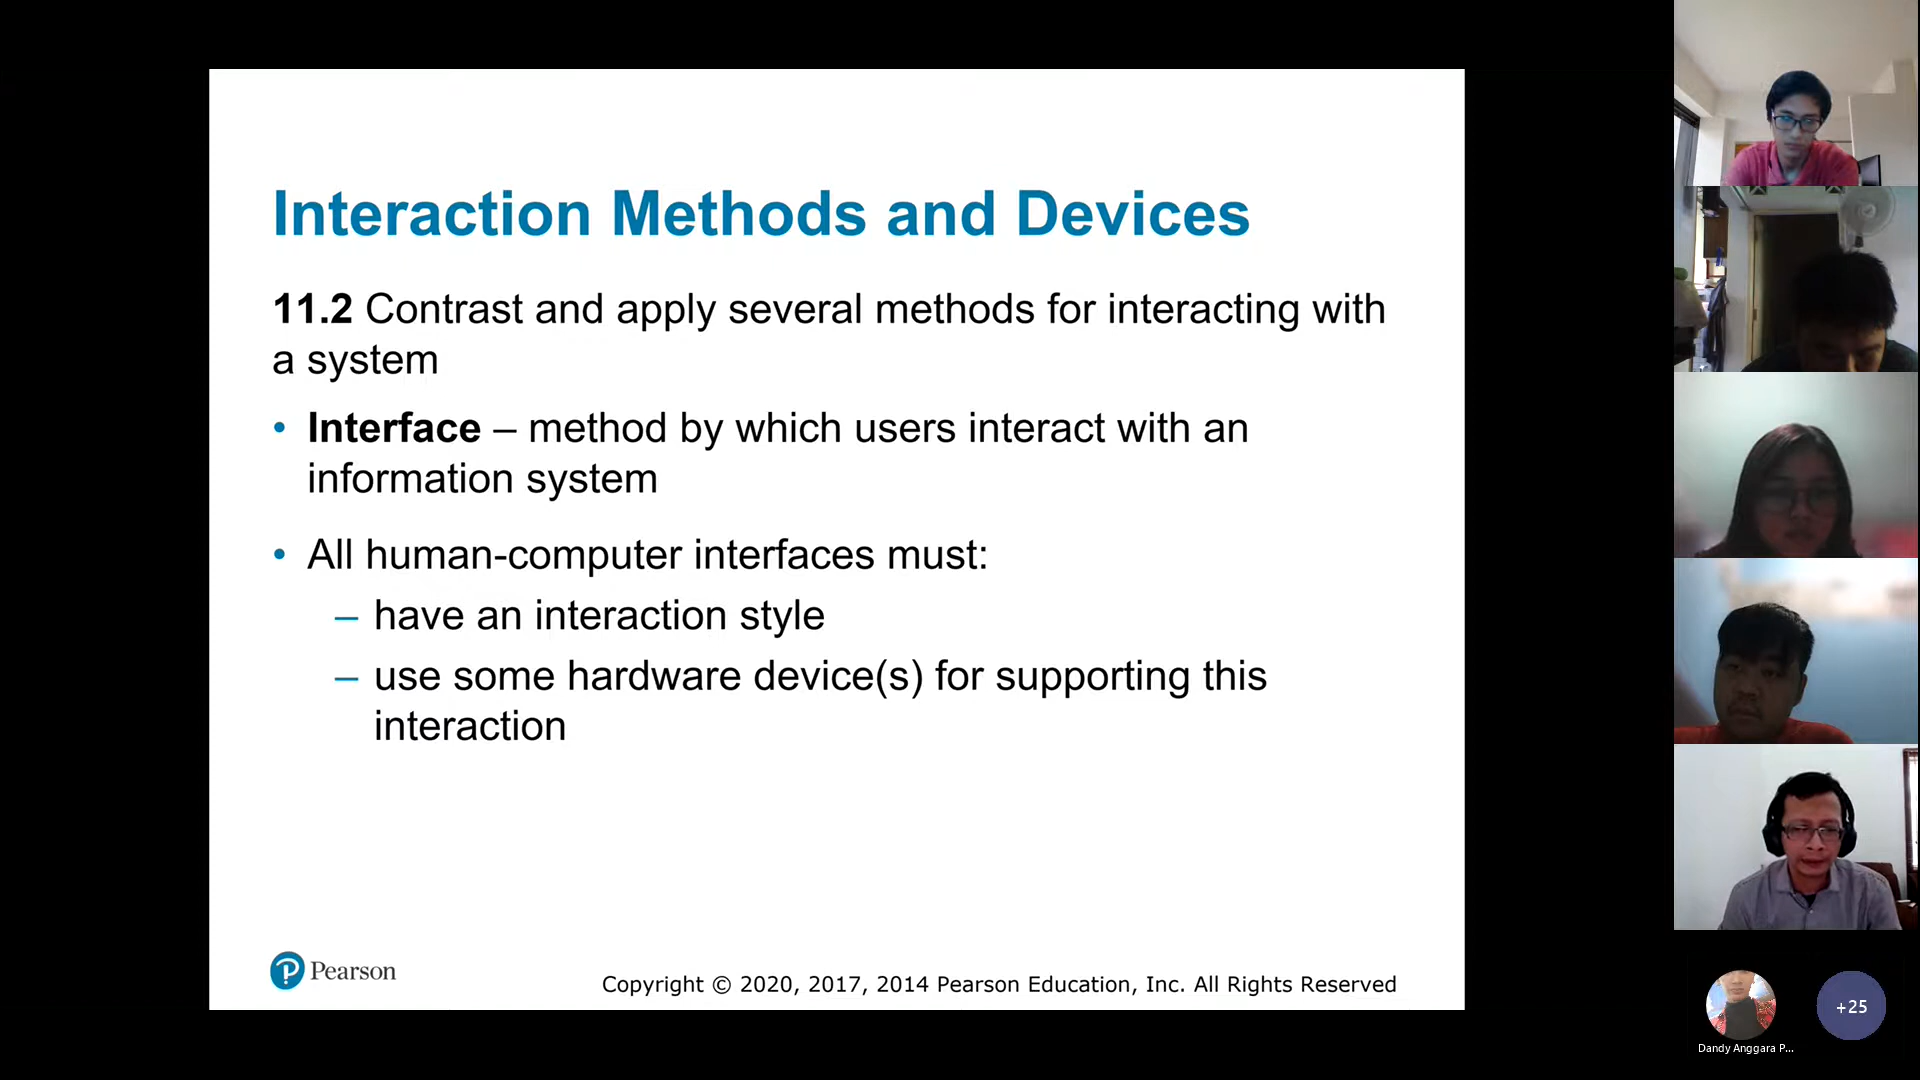 Interaction Methods and Devices
11.2 Contrast and apply several methods for interacting with
a system
• Interface – method by which users interact with an
information system
• All human-computer interfaces must:
– have an interaction style
– use some hardware device(s) for supporting this
interaction
Pearson
Copyright © 2020, 2017, 2014 Pearson Education, Inc. All Rights Reserved
+25
Dandy Anggara P...